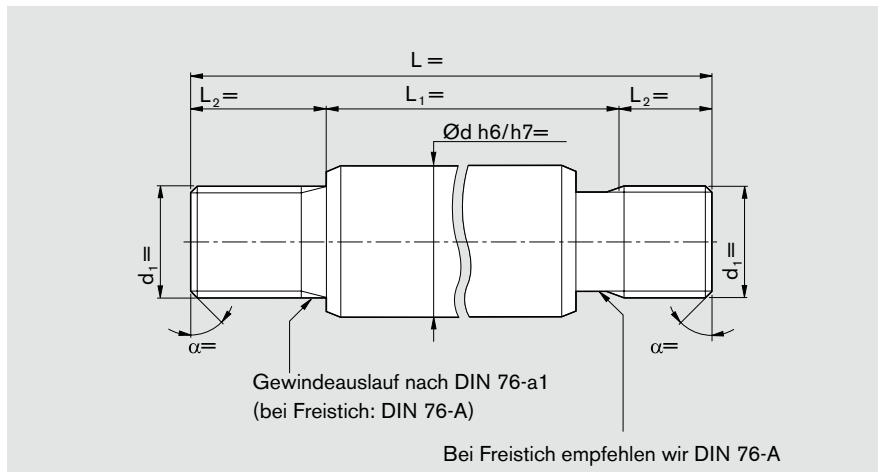 L =
L₂= L₁= L₂=
Ød h6/h7=
d₁=
d₁=
α=
α=
Gewindeauslauf nach DIN 76-a1
(bei Freistich: DIN 76-A)
Bei Freistich empfehlen wir DIN 76-A